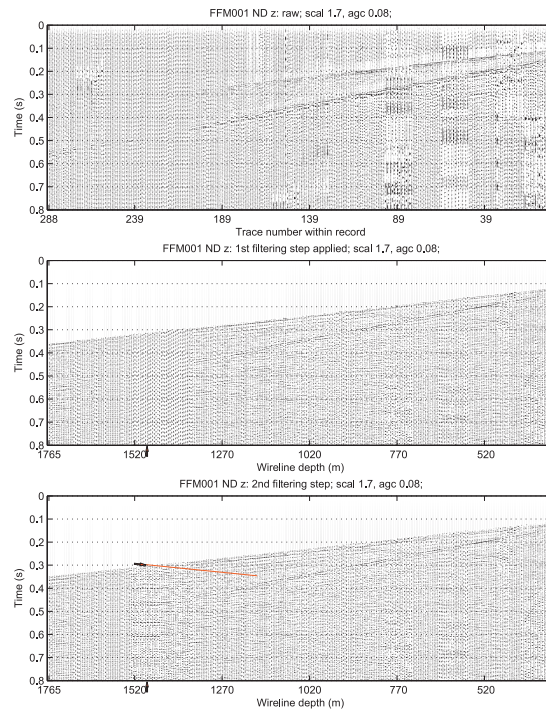 FFM001 ND z: raw; scal 1.7, agc 0.08;
0
0.1
0.2
0.3
0.4
0.5
0.6
0.7
0.8
Time (s)
288 239 189 139 89 39
Trace number within record
FFM001 ND z: 1st filtering step applied; scal 1.7, agc 0.08;
0
0.1
0.2
0.3
0.4
0.5
0.6
0.7
0.8
Time (s)
1765 1520 1270 1020 770 520
Wireline depth (m)
FFM001 ND z: 2nd filtering step; scal 1.7, agc 0.08;
0
0.1
0.2
0.3
0.4
0.5
0.6
0.7
0.8
Time (s)
1765 1520 1270 1020 770 520
Wireline depth (m)